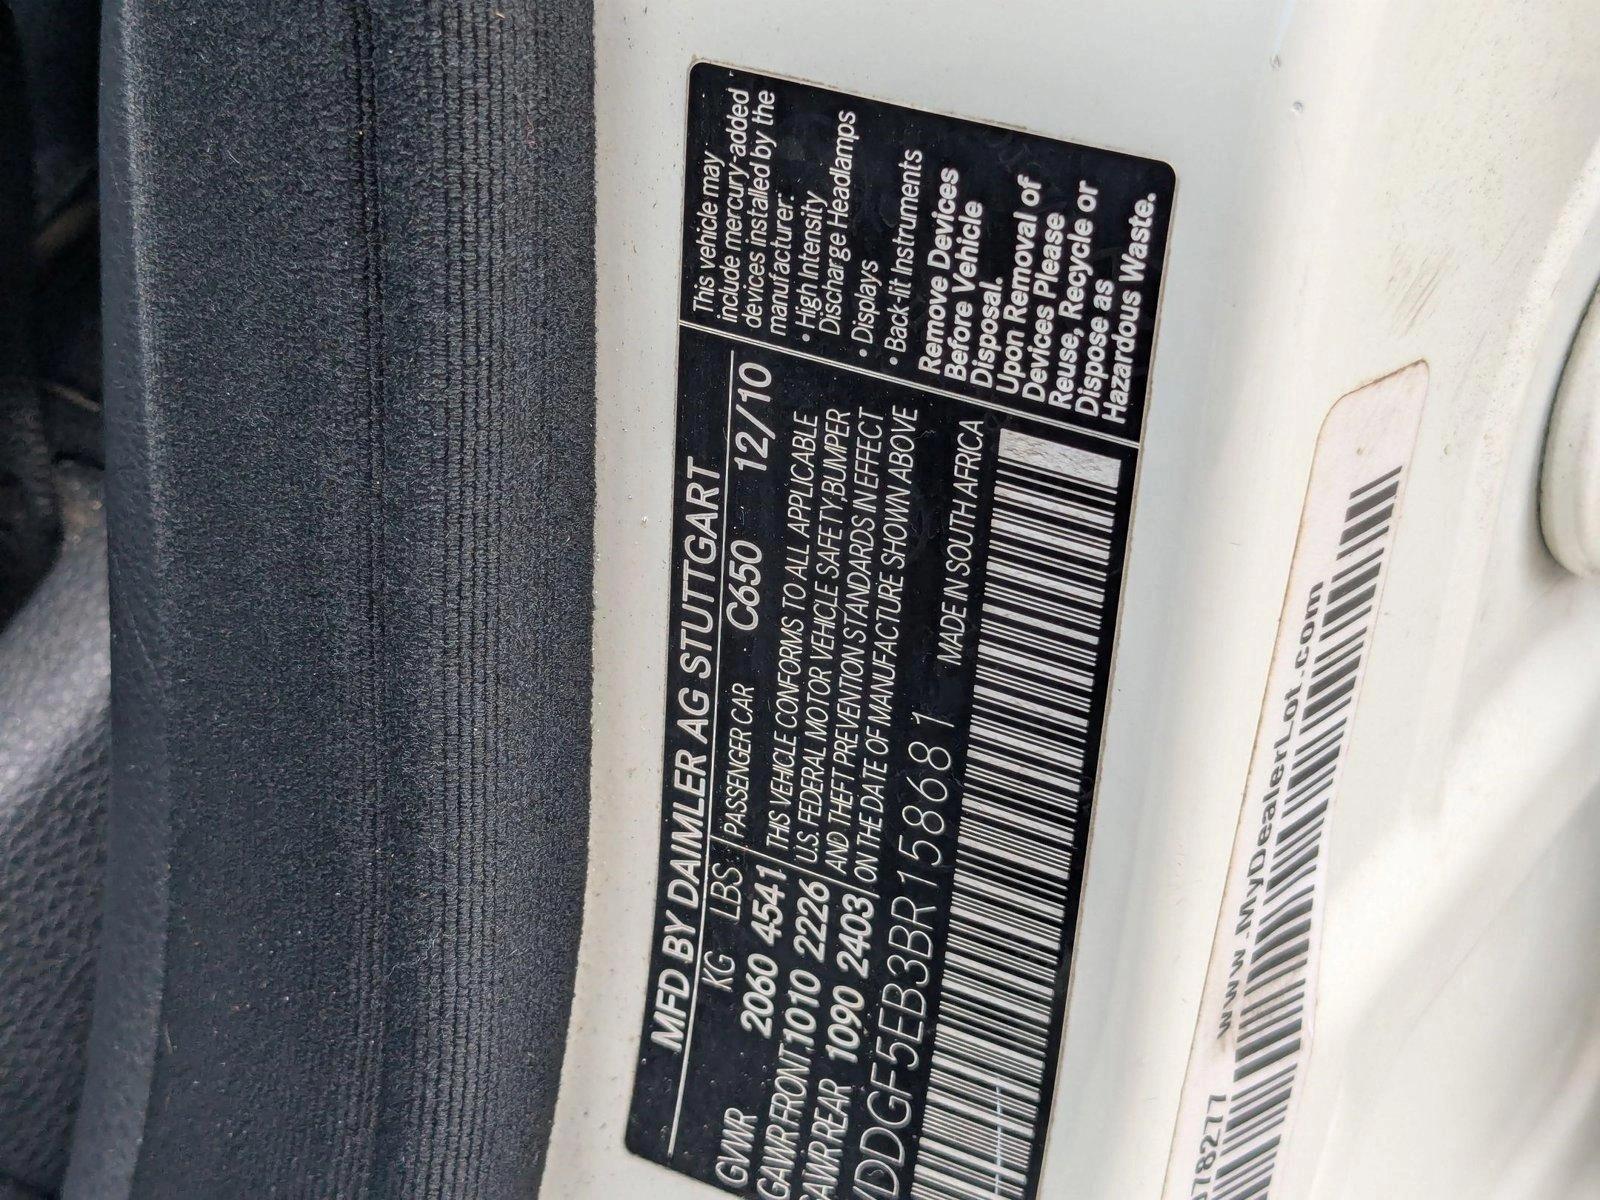 MFD BY DAIMLER AG STUTTGART
KG LBS PASSENGER CAR C650 12/10
GVWR 2060 4541
GAWR FRONT 1010 2226
GAWR REAR 1090 2403
THIS VEHICLE CONFORMS TO ALL APPLICABLE
U.S. FEDERAL MOTOR VEHICLE SAFETY,BUMPER
AND THEFT PREVENTION STANDARDS IN EFFECT
ON THE DATE OF MANUFACTURE SHOWN ABOVE
DDGF5EB3BR158681
MADE IN SOUTH AFRICA
This vehicle may
include mercury-added
devices installed by the
manufacturer:
• High Intensity
Discharge Headlamps
• Displays
• Back-lit Instruments
Remove Devices
Before Vehicle
Disposal.
Upon Removal of
Devices Please
Reuse, Recycle or
Dispose as
Hazardous Waste.
78277 www.MyDealerLot.com